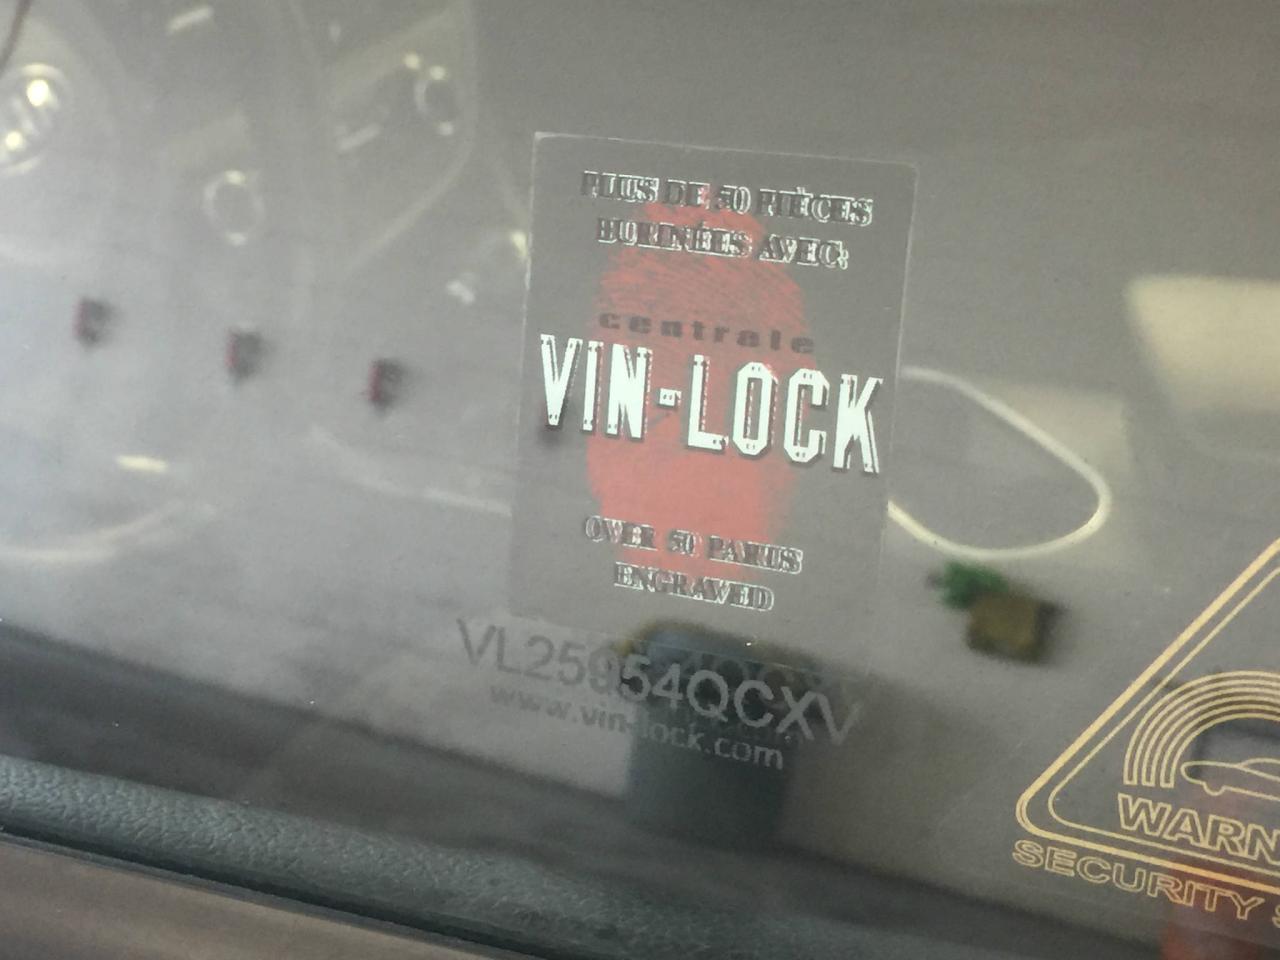 PLUS DE 50 PIÈCES
BURINÉES AVEC:
centrale
VIN-LOCK
OVER 50 PARTS
ENGRAVED
VL25954QCXV
www.vin-lock.com
WARN
SECURITY S